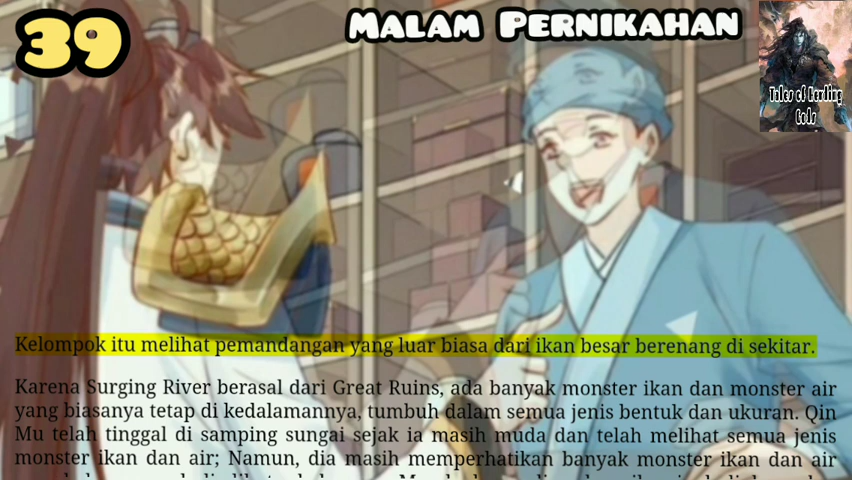 39
MALAM PERNIKAHAN
Tales of Herding
Gods
Kelompok itu melihat pemandangan yang luar biasa dari ikan besar berenang di sekitar.
Karena Surging River berasal dari Great Ruins, ada banyak monster ikan dan monster air
yang biasanya tetap di kedalamannya, tumbuh dalam semua jenis bentuk dan ukuran. Qin
Mu telah tinggal di samping sungai sejak ia masih muda dan telah melihat semua jenis
monster ikan dan air; Namun, dia masih memperhatikan banyak monster ikan dan air